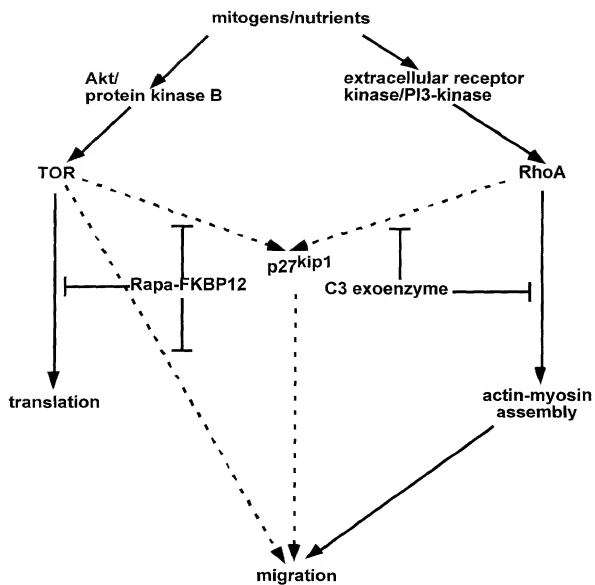 mitogens/nutrients
Akt/
protein kinase B
extracellular receptor
kinase/PI3-kinase
TOR
RhoA
p27kip1
Rapa-FKBP12
C3 exoenzyme
translation
actin-myosin
assembly
migration